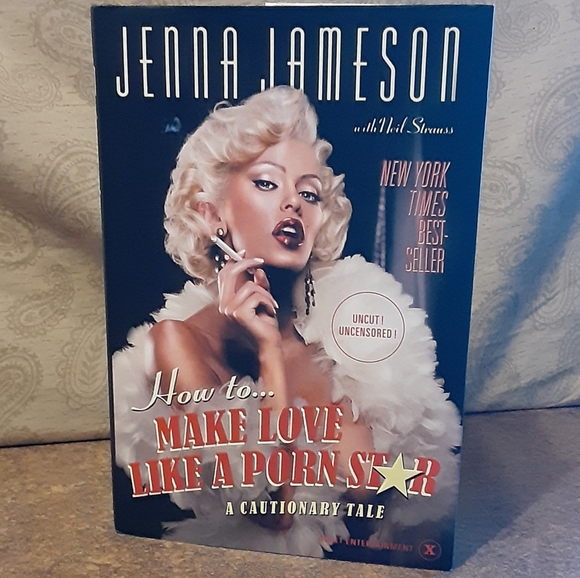 JENNA JAMESON
with Neil Strauss
NEW YORK
TIMES
BEST-
SELLER
UNCUT!
UNCENSORED!
How to...
MAKE LOVE
LIKE A PORN STAR
A CAUTIONARY TALE
ENTERTAINMENT X